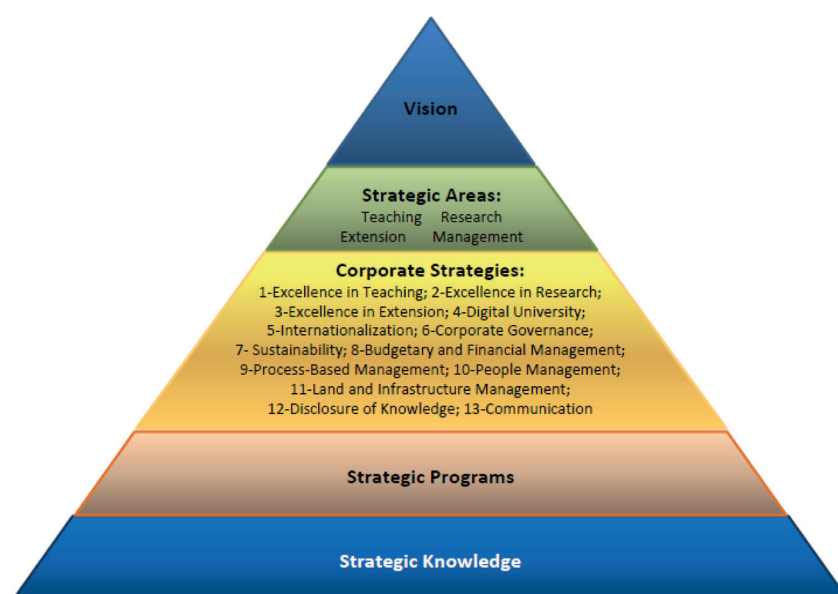 Vision
Strategic Areas:
Teaching Research
Extension Management
Corporate Strategies:
1-Excellence in Teaching; 2-Excellence in Research;
3-Excellence in Extension; 4-Digital University;
5-Internationalization; 6-Corporate Governance;
7- Sustainability; 8-Budgetary and Financial Management;
9-Process-Based Management; 10-People Management;
11-Land and Infrastructure Management;
12-Disclosure of Knowledge; 13-Communication
Strategic Programs
Strategic Knowledge